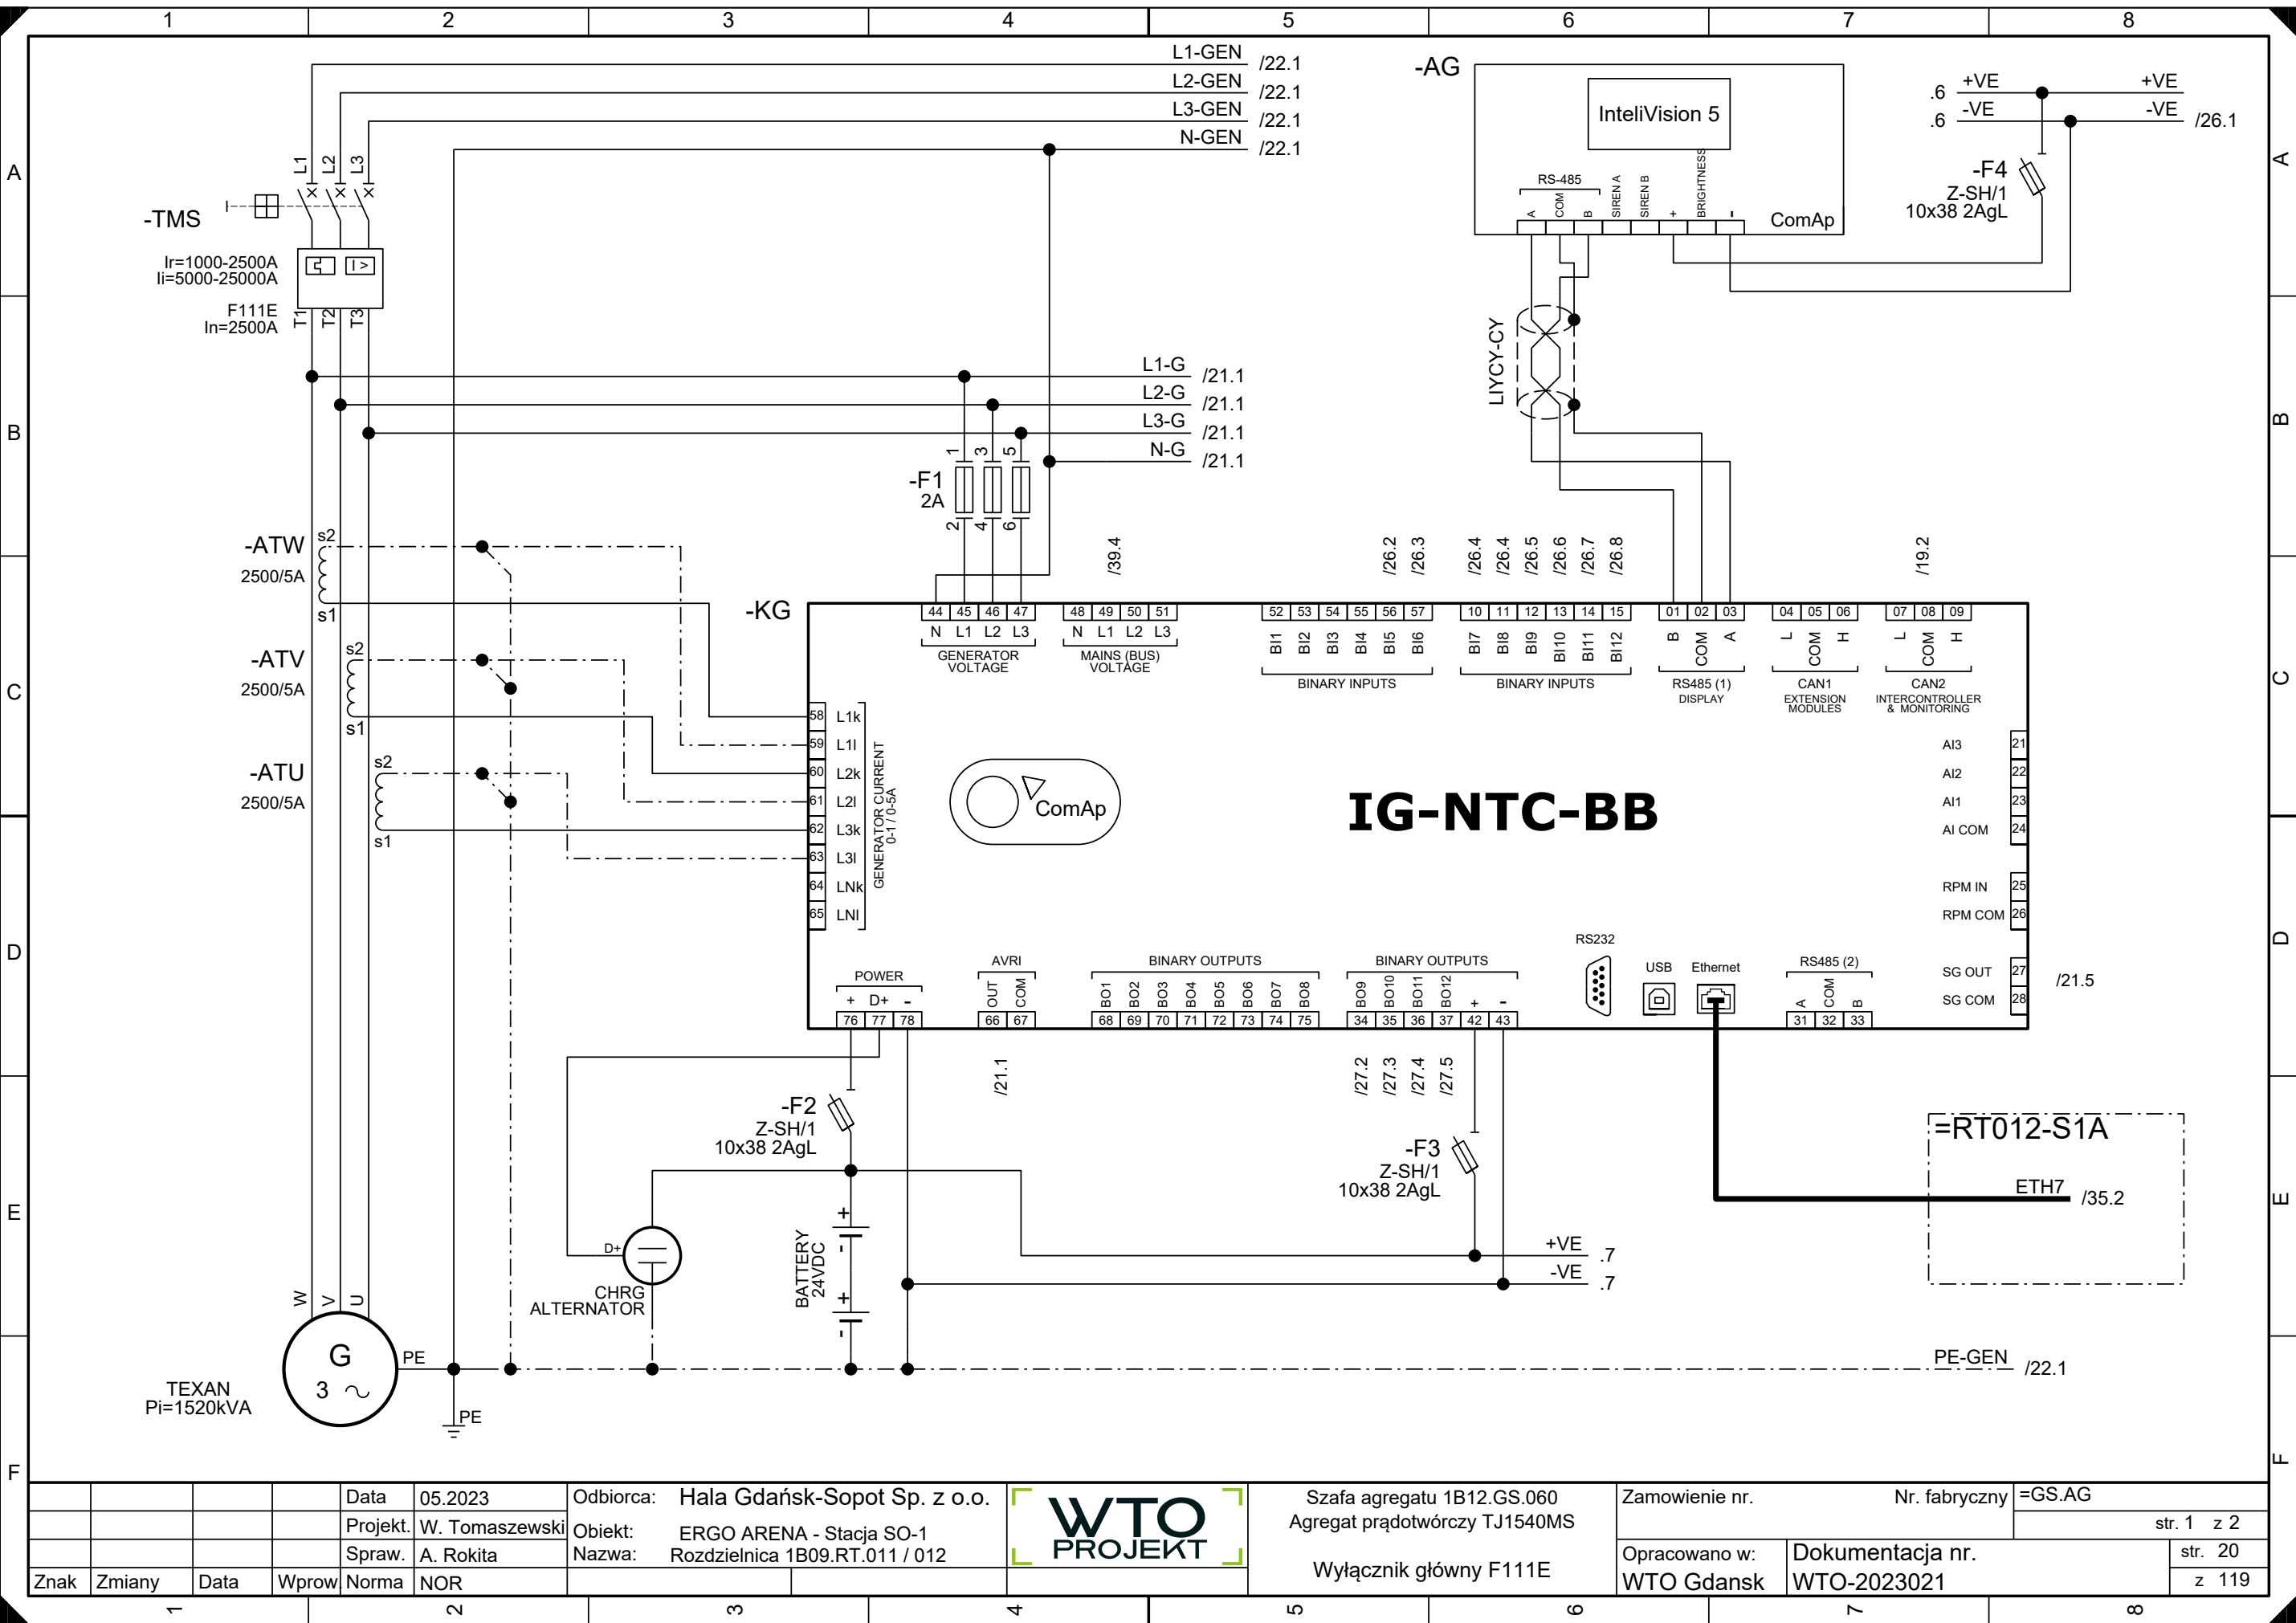 1 2 3 4 5 6 7 8
A
B
C
D
E
F
L1-GEN /22.1
L2-GEN /22.1
L3-GEN /22.1
N-GEN /22.1
-AG
InteliVision 5
RS-485
A
COM
B
SIREN A
SIREN B
+
BRIGHTNESS
-
ComAp
.6 +VE +VE
.6 -VE -VE /26.1
-F4
Z-SH/1
10x38 2AgL
L1
L2
L3
-TMS
Ir=1000-2500A
Ii=5000-25000A
I >
F111E
In=2500A
T1
T2
T3
LIYCY-CY
L1-G /21.1
L2-G /21.1
L3-G /21.1
N-G /21.1
-F1
2A
1 3 5
2 4 6
-ATW
2500/5A
s2
s1
-ATV
2500/5A
s2
s1
-ATU
2500/5A
s2
s1
/39.4
/26.2
/26.3
/26.4
/26.4
/26.5
/26.6
/26.7
/26.8
/19.2
-KG
44 45 46 47
N L1 L2 L3
GENERATOR
VOLTAGE
48 49 50 51
N L1 L2 L3
MAINS (BUS)
VOLTAGE
52 53 54 55 56 57
BI1 BI2 BI3 BI4 BI5 BI6
BINARY INPUTS
10 11 12 13 14 15
BI7 BI8 BI9 BI10 BI11 BI12
BINARY INPUTS
01 02 03
B COM A
RS485 (1)
DISPLAY
04 05 06
L COM H
CAN1
EXTENSION
MODULES
07 08 09
L COM H
CAN2
INTERCONTROLLER
& MONITORING
58 L1k
59 L1l
60 L2k
61 L2l
62 L3k
63 L3l
64 LNk
65 LNl
GENERATOR CURRENT
0-1 / 0-5A
ComAp
IG-NTC-BB
AI3 21
AI2 22
AI1 23
AI COM 24
RPM IN 25
RPM COM 26
SG OUT 27
SG COM 28
/21.5
POWER
+ D+ -
76 77 78
AVRI
OUT COM
66 67
BINARY OUTPUTS
BO1 BO2 BO3 BO4 BO5 BO6 BO7 BO8
68 69 70 71 72 73 74 75
BINARY OUTPUTS
BO9 BO10 BO11 BO12 + -
34 35 36 37 42 43
RS232
USB
Ethernet
RS485 (2)
A COM B
31 32 33
/21.1
/27.2
/27.3
/27.4
/27.5
-F2
Z-SH/1
10x38 2AgL
-F3
Z-SH/1
10x38 2AgL
=RT012-S1A
ETH7 /35.2
D+
CHRG
ALTERNATOR
BATTERY
24VDC
+
-
+
-
+VE .7
-VE .7
W
V
U
G
3
PE
PE
TEXAN
Pi=1520kVA
PE-GEN /22.1
Data 05.2023
Projekt. W. Tomaszewski
Spraw. A. Rokita
Znak Zmiany Data Wprow. Norma NOR
Odbiorca: Hala Gdańsk-Sopot Sp. z o.o.
Obiekt: ERGO ARENA - Stacja SO-1
Nazwa: Rozdzielnica 1B09.RT.011 / 012
WTO
PROJEKT
Szafa agregatu 1B12.GS.060
Agregat prądotwórczy TJ1540MS
Wyłącznik główny F111E
Zamowienie nr. Nr. fabryczny =GS.AG
str. 1 z 2
Opracowano w: Dokumentacja nr. str. 20
WTO Gdansk WTO-2023021 z 119
1 2 3 4 5 6 7 8
A
B
C
D
E
F